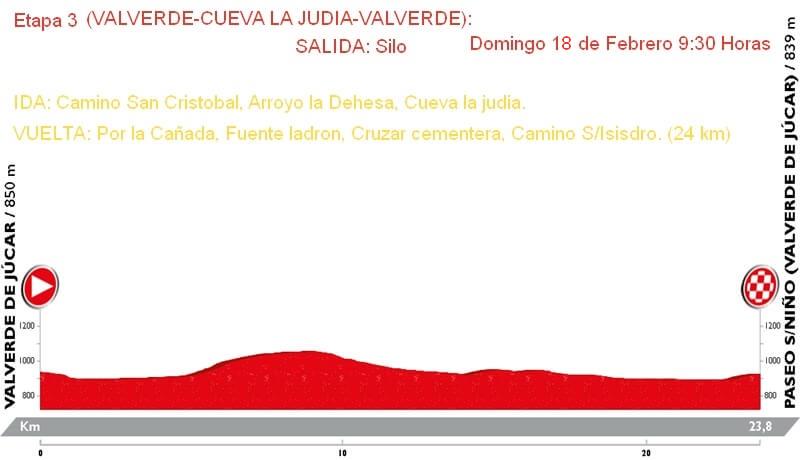 Etapa 3 (VALVERDE-CUEVA LA JUDIA-VALVERDE):
SALIDA: Silo
Domingo 18 de Febrero 9:30 Horas
IDA: Camino San Cristobal, Arroyo la Dehesa, Cueva la judia.
VUELTA: Por la Cañada, Fuente ladron, Cruzar cementera, Camino S/Isisdro. (24 km)
VALVERDE DE JÚCAR / 850 m
PASEO S/NIÑO (VALVERDE DE JÚCAR) / 839 m
1200
1000
800
1200
1000
800
Km
23,8
0
10
20